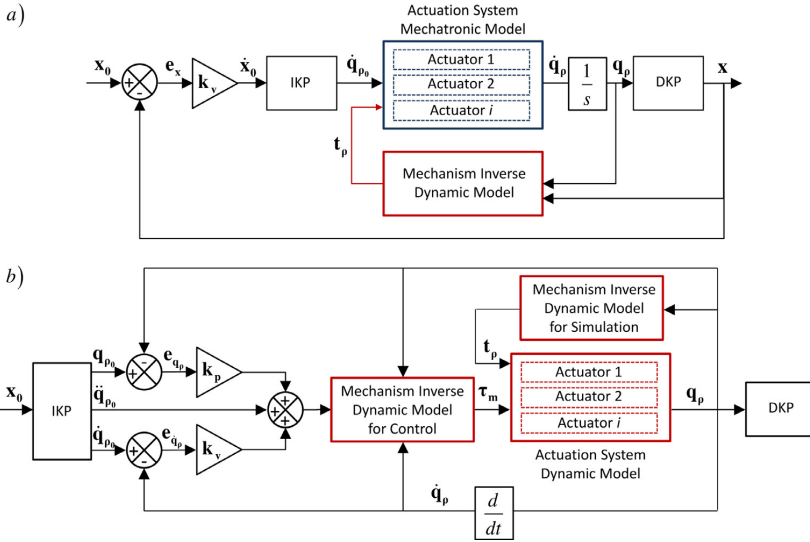 a)
Actuation System
Mechatronic Model
x₀
+
-
eₓ
kᵥ
ẋ₀
IKP
q̇ρ₀
Actuator 1
Actuator 2
Actuator i
q̇ρ
1
s
qρ
DKP
x
tρ
Mechanism Inverse
Dynamic Model
b)
Mechanism Inverse
Dynamic Model
for Simulation
tρ
x₀
IKP
qρ₀
+
-
e qρ
kₚ
q̈ρ₀
+
+
+
q̇ρ₀
+
-
e q̇ρ
kᵥ
Mechanism Inverse
Dynamic Model
for Control
τₘ
Actuator 1
Actuator 2
Actuator i
qρ
DKP
Actuation System
Dynamic Model
q̇ρ
d
dt